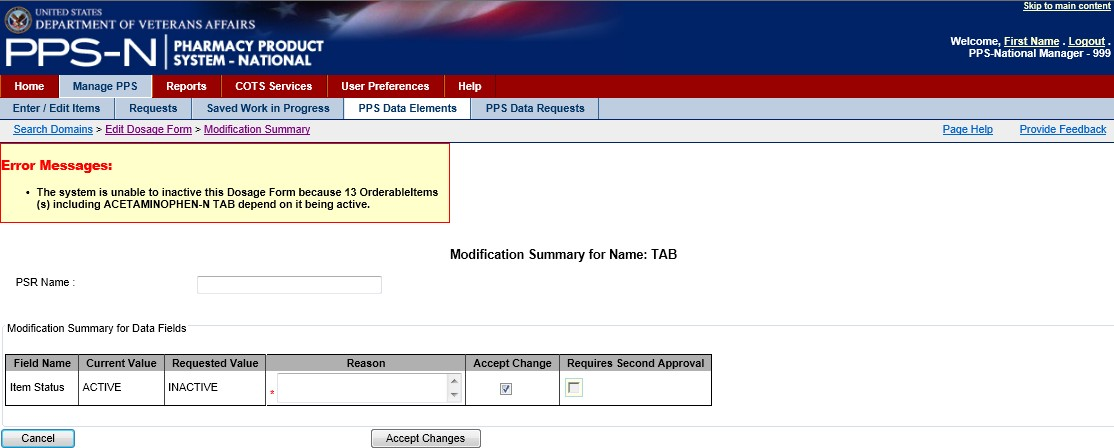 Skip to main content
UNITED STATES
DEPARTMENT OF VETERANS AFFAIRS
PPS-N PHARMACY PRODUCT
SYSTEM - NATIONAL
Welcome, First Name . Logout .
PPS-National Manager - 999
Home Manage PPS Reports COTS Services User Preferences Help
Enter / Edit Items Requests Saved Work in Progress PPS Data Elements PPS Data Requests
Search Domains > Edit Dosage Form > Modification Summary Page Help Provide Feedback
Error Messages:
• The system is unable to inactive this Dosage Form because 13 OrderableItems
(s) including ACETAMINOPHEN-N TAB depend on it being active.
Modification Summary for Name: TAB
PSR Name :
Modification Summary for Data Fields
Field Name Current Value Requested Value Reason Accept Change Requires Second Approval
Item Status ACTIVE INACTIVE *
Cancel Accept Changes